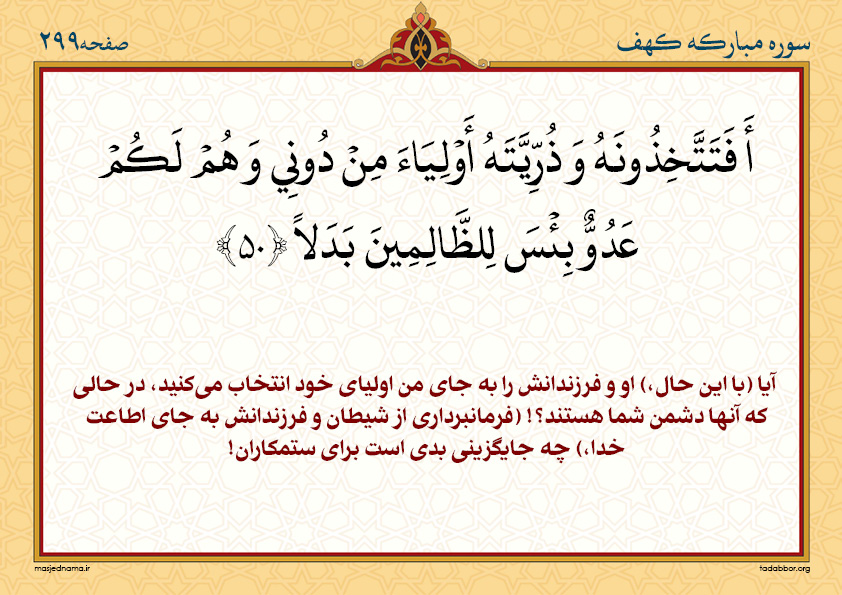 سوره مبارکه کهف
صفحه۲۹۹
أَ فَتَتَّخِذُونَهُ وَ ذُرِّيَّتَهُ أَوْلِيَاءَ مِنْ دُونِي وَ هُمْ لَكُمْ
عَدُوٌّ بِئْسَ لِلظَّالِمِينَ بَدَلاً ﴿۵۰﴾
آیا (با این حال،) او و فرزندانش را به جای من اولیای خود انتخاب می‌کنید، در حالی
که آنها دشمن شما هستند؟! (فرمانبرداری از شیطان و فرزندانش به جای اطاعت
خدا،) چه جایگزینی بدی است برای ستمکاران!
masjednama.ir
tadabbor.org